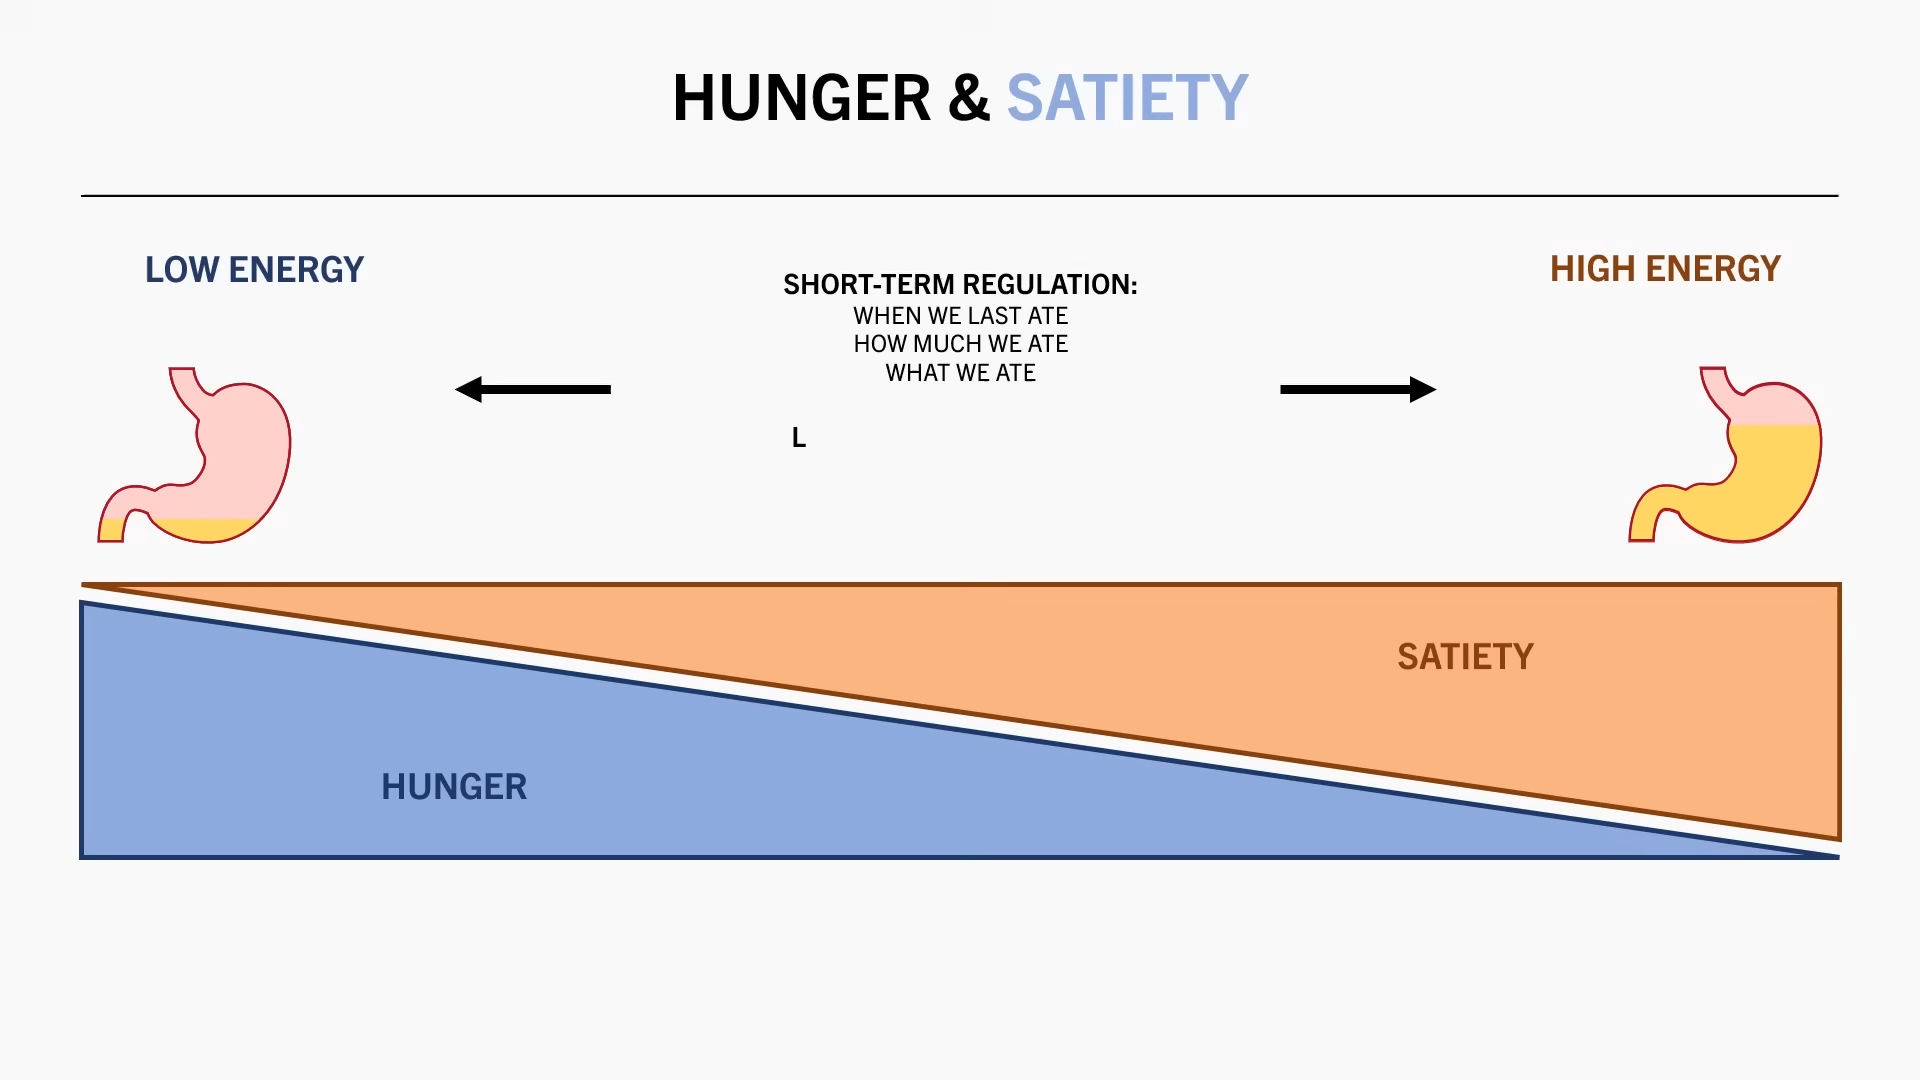 HUNGER & SATIETY
LOW ENERGY
HIGH ENERGY
SHORT-TERM REGULATION:
WHEN WE LAST ATE
HOW MUCH WE ATE
WHAT WE ATE
L
SATIETY
HUNGER